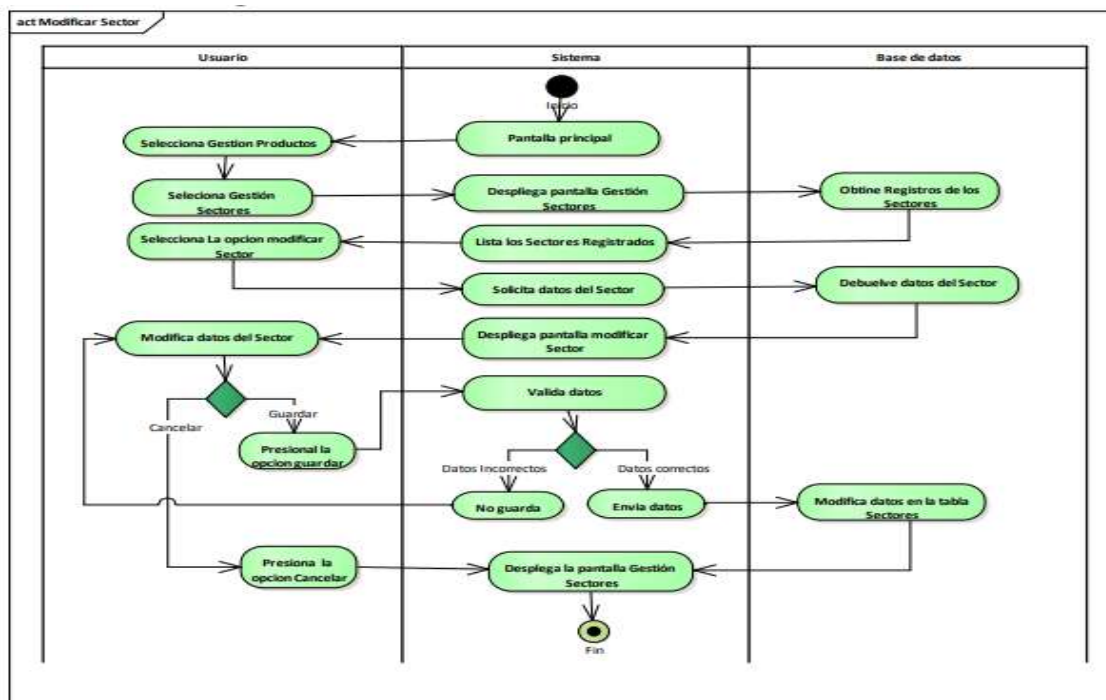 act Modificar Sector
Usuario
Sistema
Base de datos
Inicio
Pantalla principal
Selecciona Gestion Productos
Seleciona Gestión
Sectores
Despliega pantalla Gestión
Sectores
Obtine Registros de los
Sectores
Selecciona La opcion modificar
Sector
Lista los Sectores Registrados
Solicita datos del Sector
Debuelve datos del Sector
Modifica datos del Sector
Despliega pantalla modificar
Sector
Valida datos
Cancelar
Guardar
Presional la
opcion guardar
Datos Incorrectos
Datos correctos
No guarda
Envia datos
Modifica datos en la tabla
Sectores
Presiona la
opcion Cancelar
Despliega la pantalla Gestión
Sectores
Fin